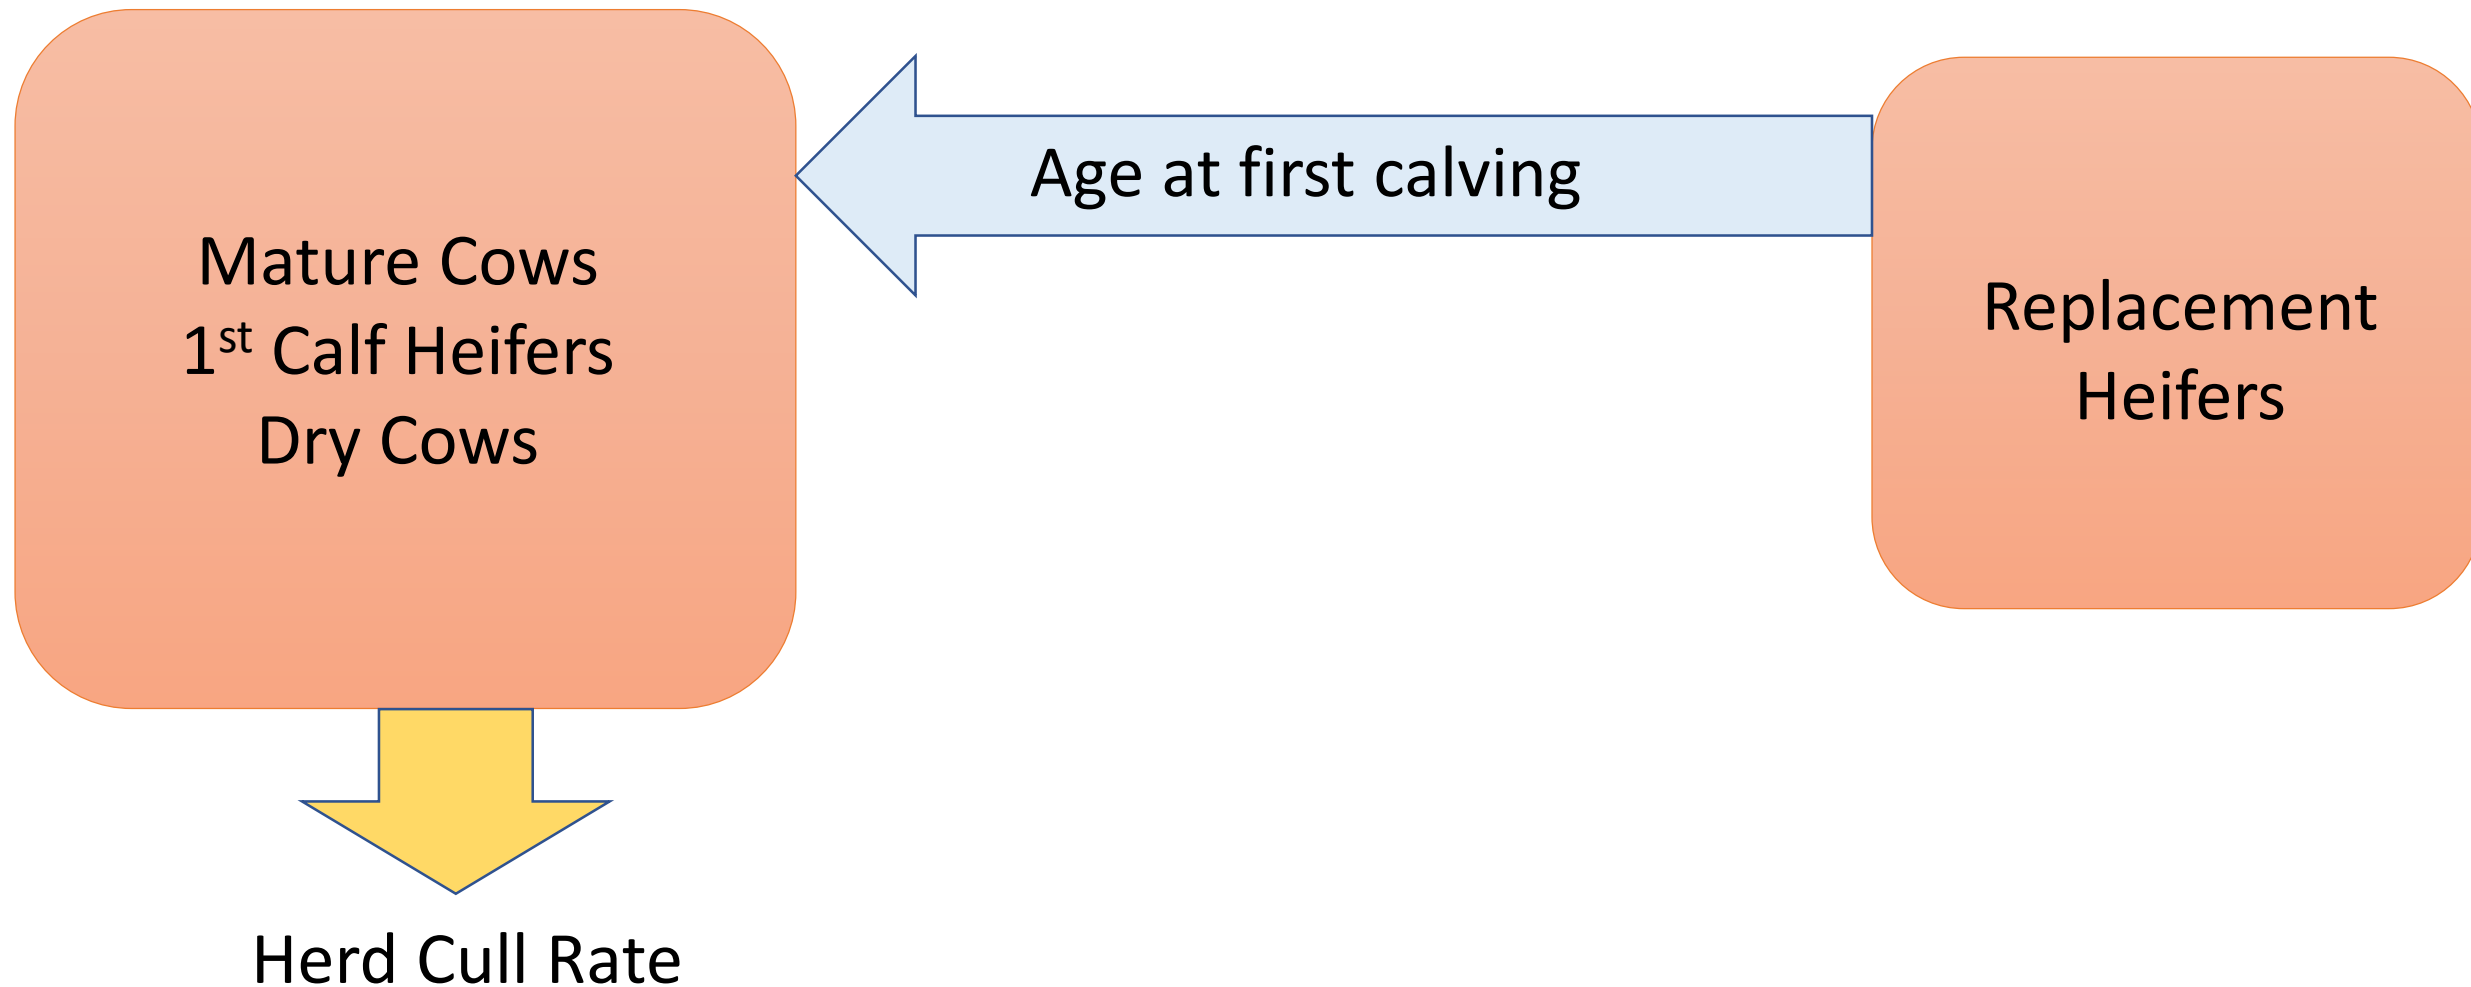 Age at first calving
Mature Cows
1st Calf Heifers
Dry Cows
Replacement
Heifers
Herd Cull Rate